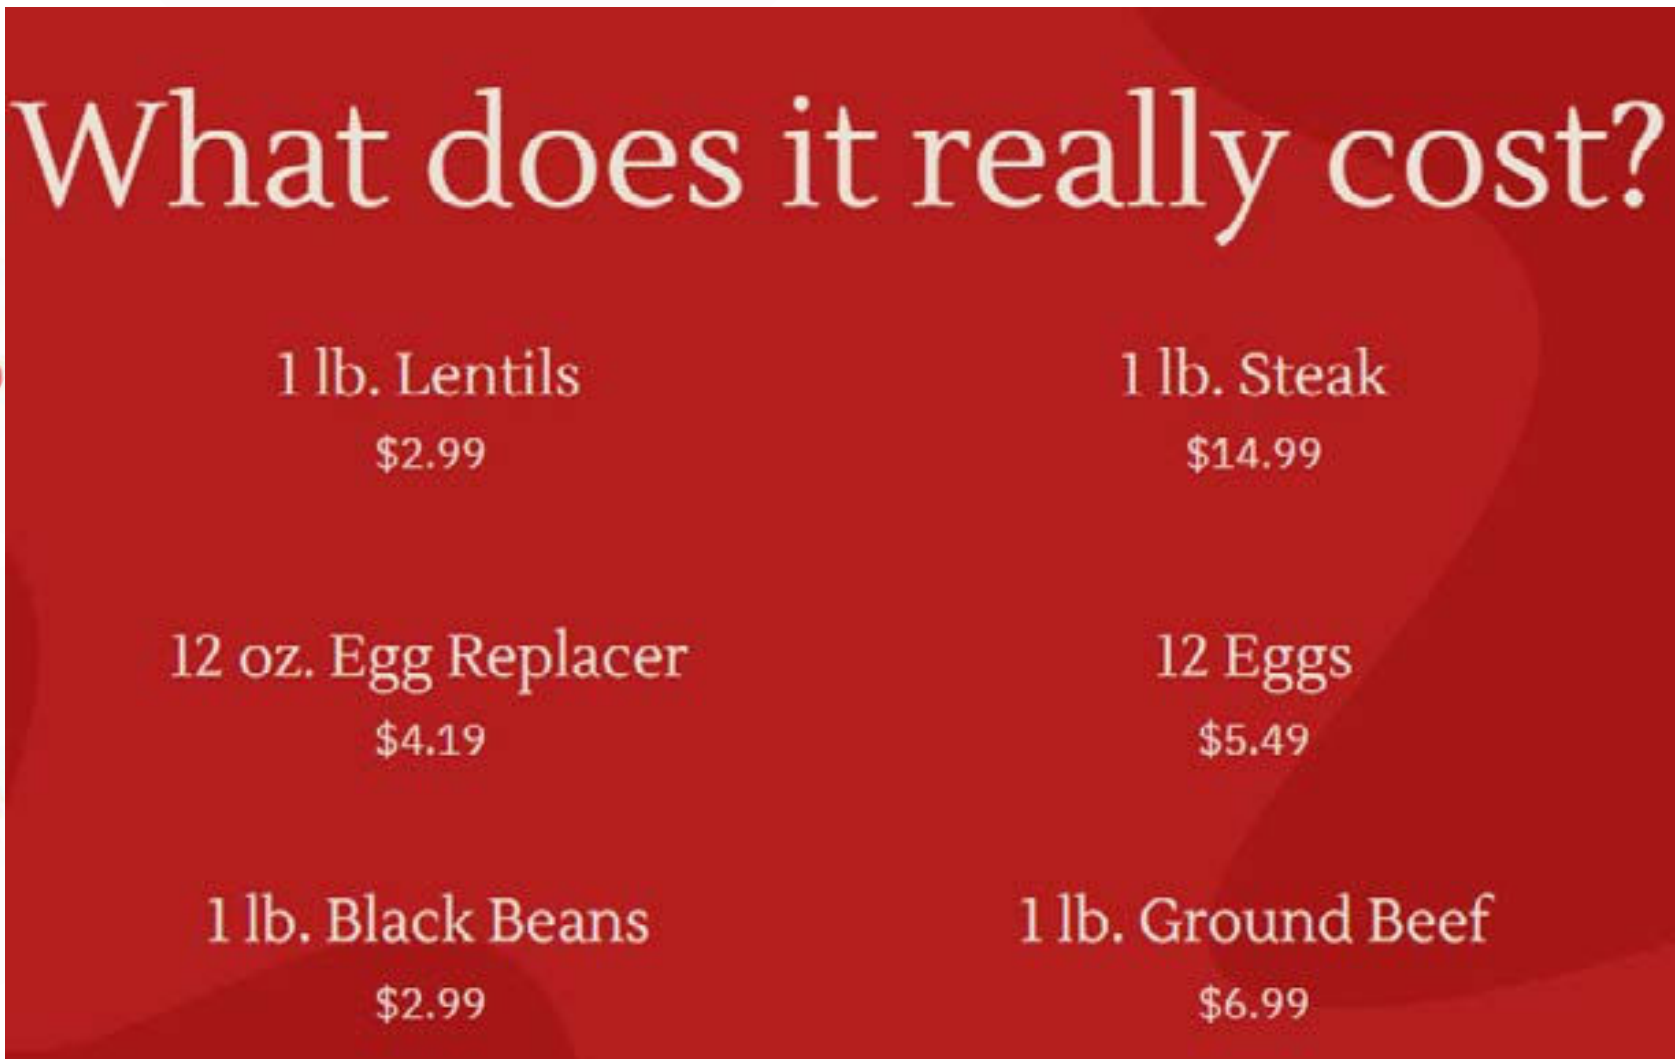 What does it really cost?
1 lb. Lentils
$2.99
1 lb. Steak
$14.99
12 oz. Egg Replacer
$4.19
12 Eggs
$5.49
1 lb. Black Beans
$2.99
1 lb. Ground Beef
$6.99